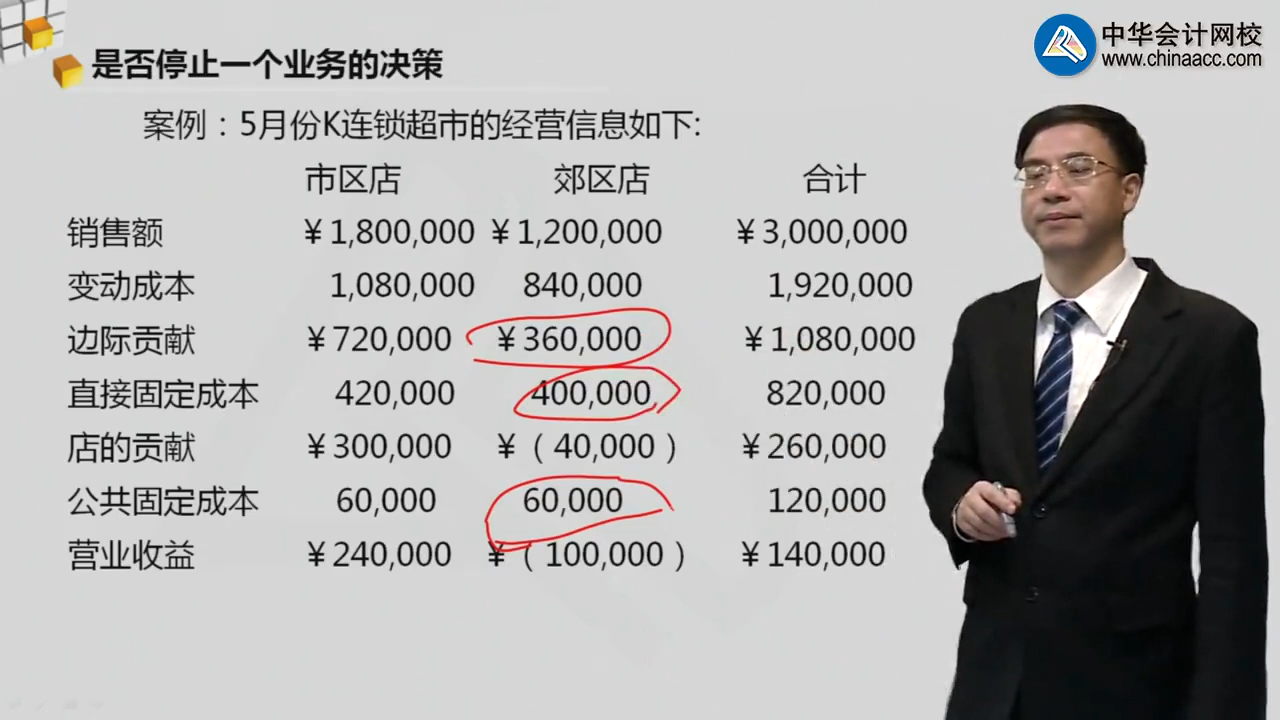 中华会计网校
www.chinaacc.com
是否停止一个业务的决策
案例：5月份K连锁超市的经营信息如下:
市区店 郊区店 合计
销售额 ￥1,800,000 ￥1,200,000 ￥3,000,000
变动成本 1,080,000 840,000 1,920,000
边际贡献 ￥720,000 ￥360,000 ￥1,080,000
直接固定成本 420,000 400,000 820,000
店的贡献 ￥300,000 ￥（40,000） ￥260,000
公共固定成本 60,000 60,000 120,000
营业收益 ￥240,000 ￥（100,000） ￥140,000